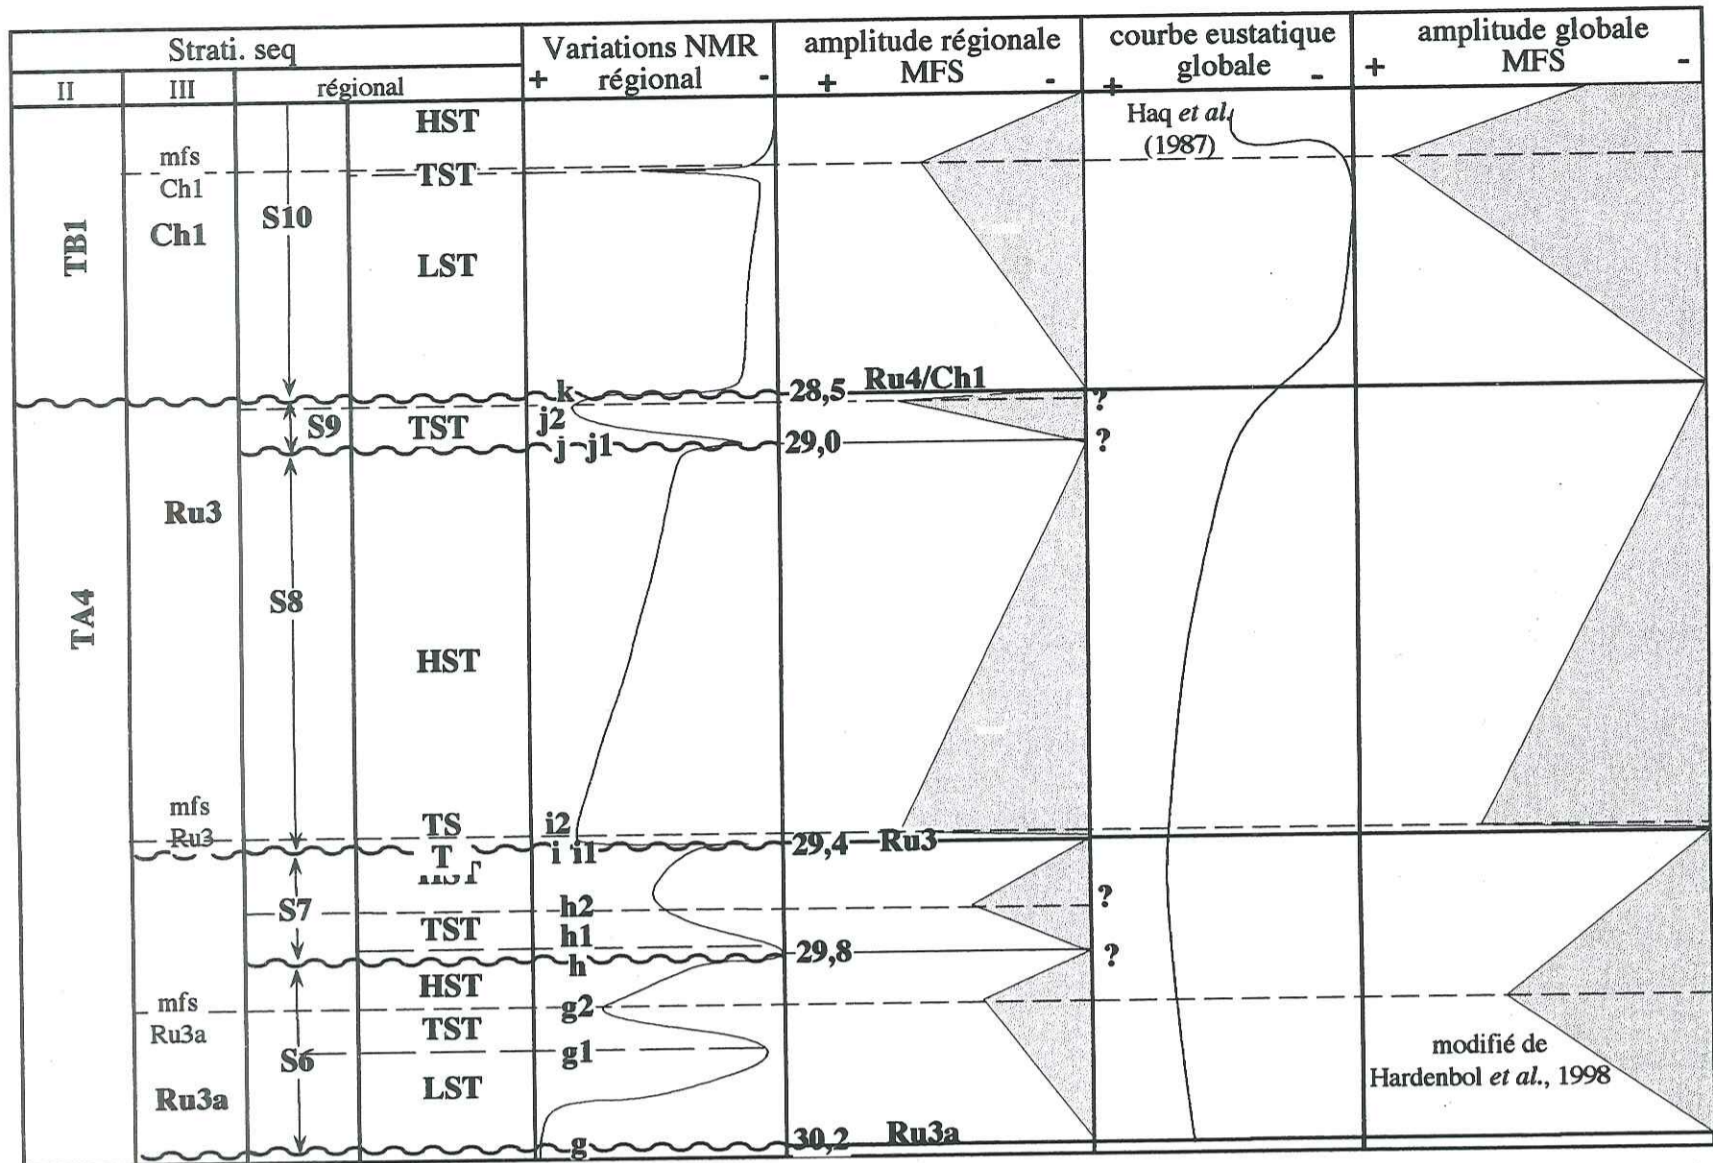 Strati. seq
Variations NMR
régional
+ -
amplitude régionale
MFS
+ -
courbe eustatique
globale
+ -
amplitude globale
MFS
+ -
II
III
régional
HST
Haq et al.
(1987)
mfs
Ch1
TST
TB1
Ch1
S10
LST
k
28,5
Ru4/Ch1
?
S9
TST
j2
j
j1
29,0
?
Ru3
S8
TA4
HST
mfs
Ru3
TS
T
i2
i
i1
29,4
Ru3
S7
h2
?
TST
h1
29,8
?
h
HST
mfs
Ru3a
g2
TST
S6
g1
modifié de
Hardenbol et al., 1998
LST
Ru3a
g
30,2
Ru3a